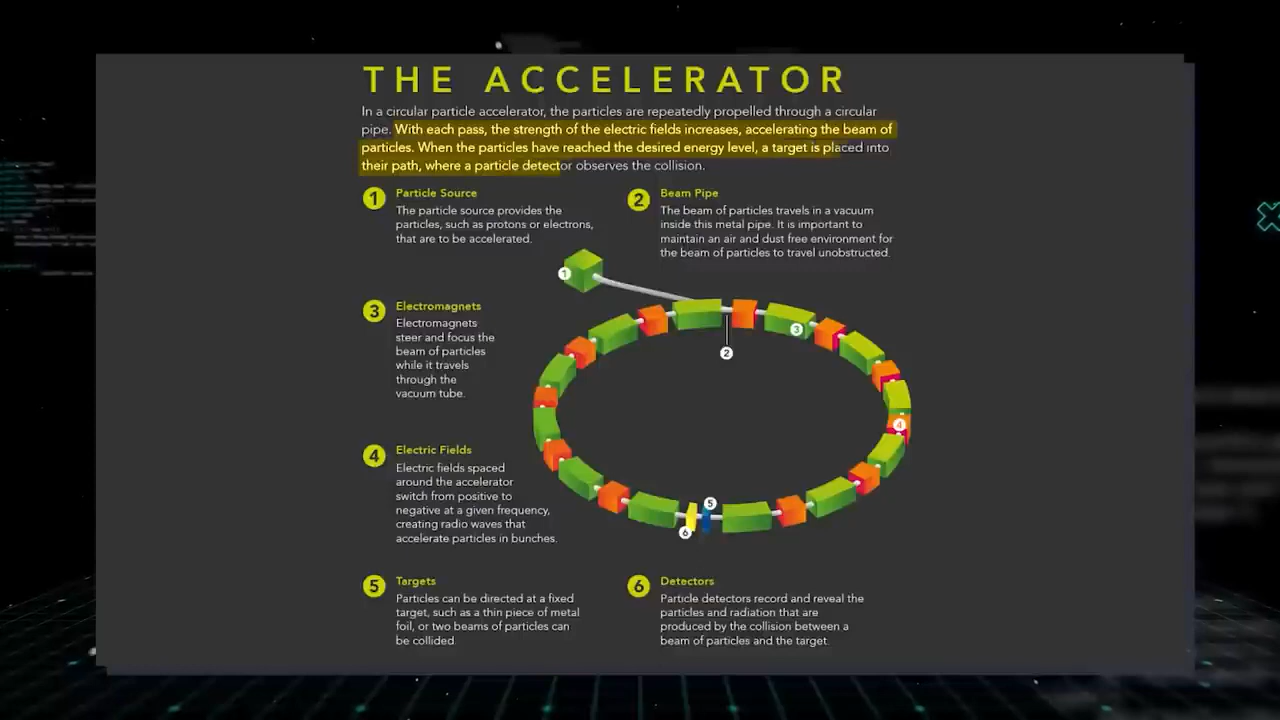 THE ACCELERATOR
In a circular particle accelerator, the particles are repeatedly propelled through a circular
pipe. With each pass, the strength of the electric fields increases, accelerating the beam of
particles. When the particles have reached the desired energy level, a target is placed into
their path, where a particle detector observes the collision.
1 Particle Source
The particle source provides the
particles, such as protons or electrons,
that are to be accelerated.
2 Beam Pipe
The beam of particles travels in a vacuum
inside this metal pipe. It is important to
maintain an air and dust free environment for
the beam of particles to travel unobstructed.
1
3
2
4
5
6
3 Electromagnets
Electromagnets
steer and focus the
beam of particles
while it travels
through the
vacuum tube.
4 Electric Fields
Electric fields spaced
around the accelerator
switch from positive to
negative at a given frequency,
creating radio waves that
accelerate particles in bunches.
5 Targets
Particles can be directed at a fixed
target, such as a thin piece of metal
foil, or two beams of particles can
be collided.
6 Detectors
Particle detectors record and reveal the
particles and radiation that are
produced by the collision between a
beam of particles and the target.